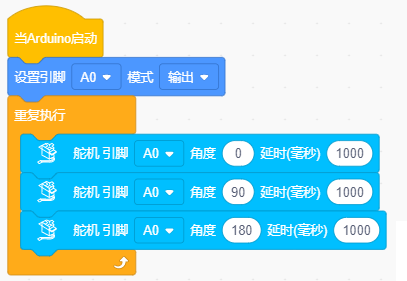 当Arduino启动
设置引脚 A0 模式 输出
重复执行
舵机 引脚 A0 角度 0 延时(毫秒) 1000
舵机 引脚 A0 角度 90 延时(毫秒) 1000
舵机 引脚 A0 角度 180 延时(毫秒) 1000